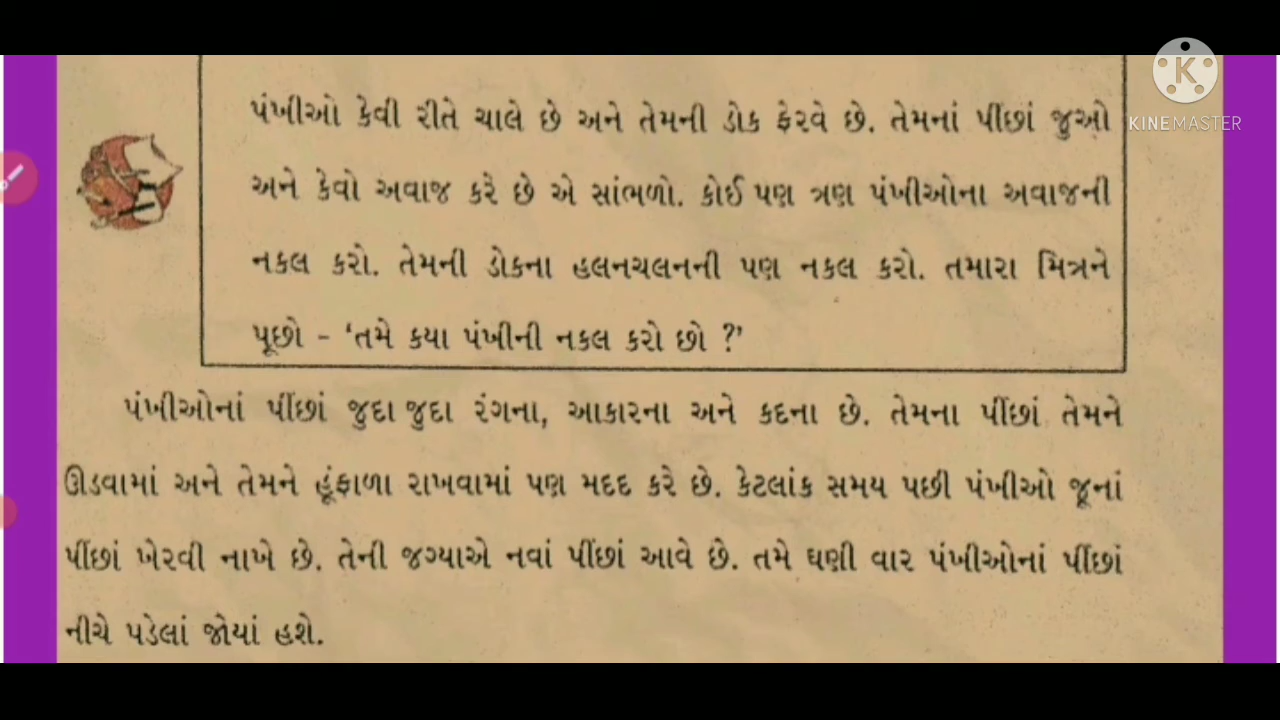 પંખીઓ કેવી રીતે ચાલે છે અને તેમની ડોક ફેરવે છે. તેમનાં પીંછાં જુઓ
KINEMASTER
અને કેવો અવાજ કરે છે એ સાંભળો. કોઈ પણ ત્રણ પંખીઓના અવાજની
નકલ કરો. તેમની ડોકના હલનચલનની પણ નકલ કરો. તમારા મિત્રને
પૂછો – ‘તમે કયા પંખીની નકલ કરો છો ?’
પંખીઓનાં પીંછાં જુદા જુદા રંગના, આકારના અને કદના છે. તેમના પીંછાં તેમને
ઊડવામાં અને તેમને હૂંફાળા રાખવામાં પણ મદદ કરે છે. કેટલાંક સમય પછી પંખીઓ જૂનાં
પીંછાં ખેરવી નાખે છે. તેની જગ્યાએ નવાં પીંછાં આવે છે. તમે ઘણી વાર પંખીઓનાં પીંછાં
નીચે પડેલાં જોયાં હશે.